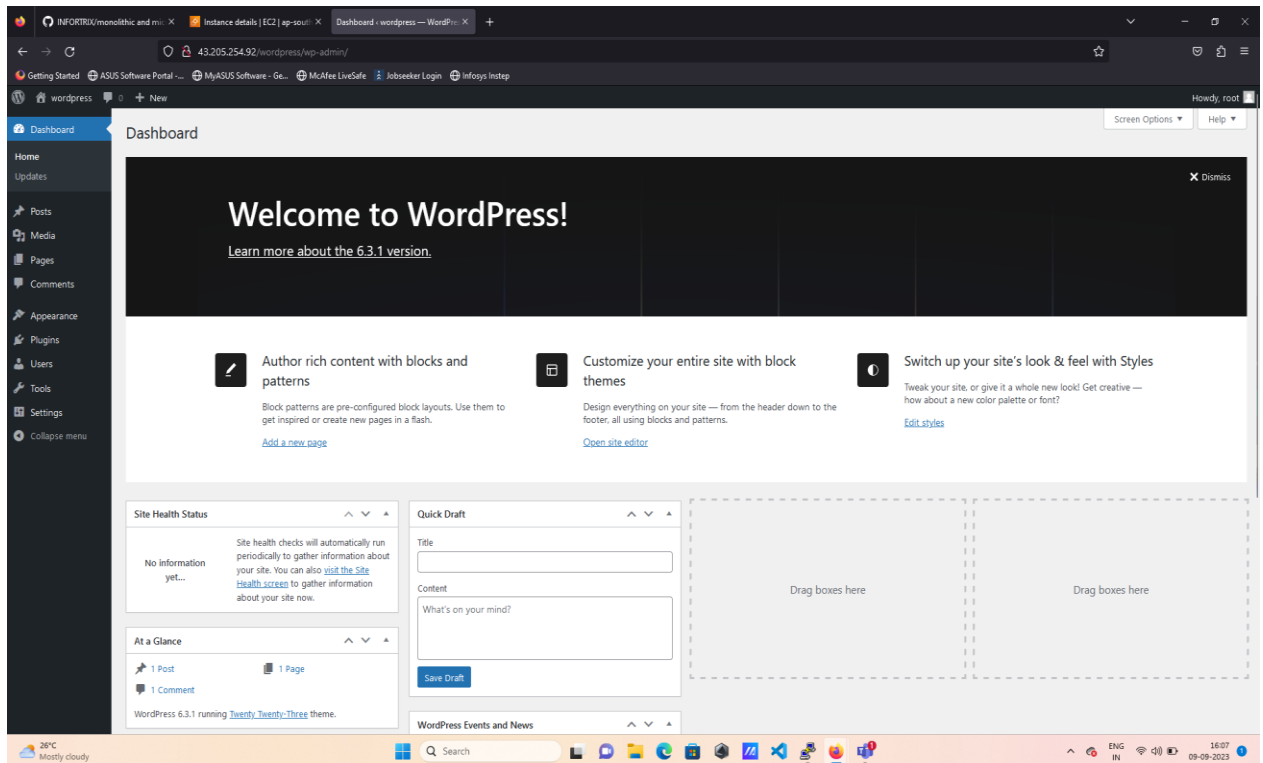 INFORTRIX/monolithic and mic
Instance details | EC2 | ap-south
Dashboard ‹ wordpress — WordPre
43.205.254.92/wordpress/wp-admin/
Getting Started
ASUS Software Portal -...
MyASUS Software - Ge...
McAfee LiveSafe
Jobseeker Login
Infosys Instep
wordpress
0
+ New
Howdy, root
Dashboard
Home
Updates
Posts
Media
Pages
Comments
Appearance
Plugins
Users
Tools
Settings
Collapse menu
Dashboard
Screen Options
Help
Dismiss
Welcome to WordPress!
Learn more about the 6.3.1 version.
Author rich content with blocks and
patterns
Block patterns are pre-configured block layouts. Use them to
get inspired or create new pages in a flash.
Add a new page
Customize your entire site with block
themes
Design everything on your site — from the header down to the
footer, all using blocks and patterns.
Open site editor
Switch up your site's look & feel with Styles
Tweak your site, or give it a whole new look! Get creative —
how about a new color palette or font?
Edit styles
Site Health Status
No information
yet...
Site health checks will automatically run
periodically to gather information about
your site. You can also visit the Site
Health screen to gather information
about your site now.
At a Glance
1 Post
1 Page
1 Comment
WordPress 6.3.1 running Twenty Twenty-Three theme.
Quick Draft
Title
Content
What's on your mind?
Save Draft
WordPress Events and News
Drag boxes here
Drag boxes here
26°C
Mostly cloudy
Search
ENG
IN
16:07
09-09-2023
1